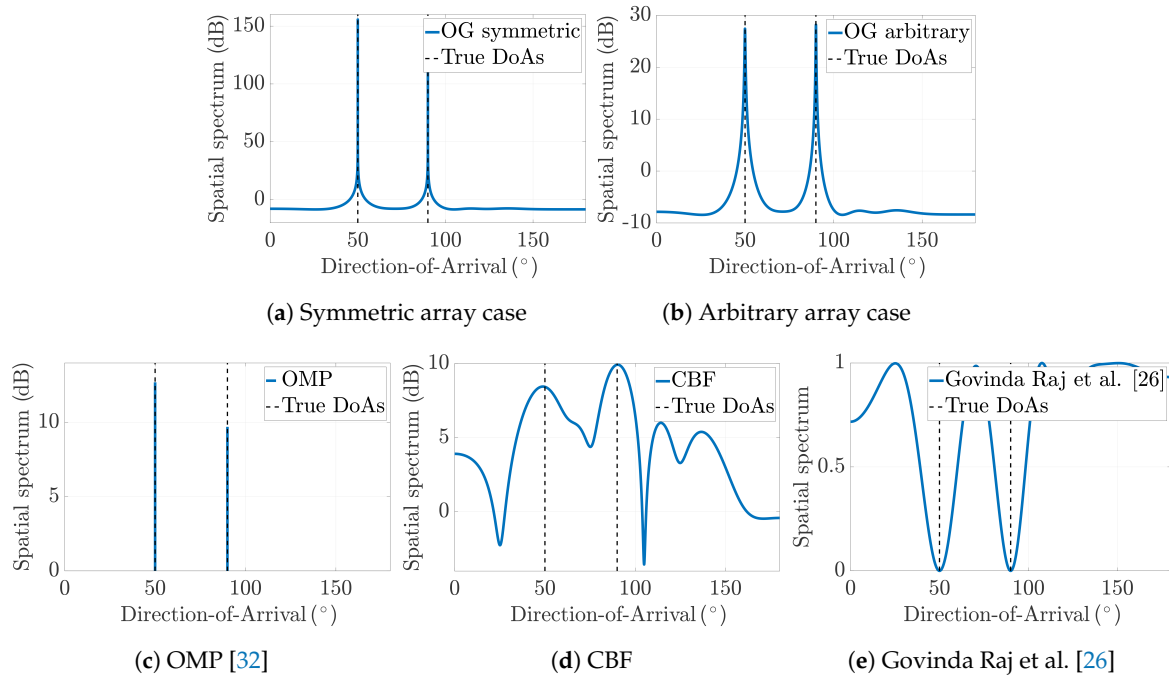 150
100
50
0
0
50
100
150
Spatial spectrum (dB)
Direction-of-Arrival (°)
OG symmetric
True DoAs
(a) Symmetric array case
30
20
10
0
-10
0
50
100
150
Spatial spectrum (dB)
Direction-of-Arrival (°)
OG arbitrary
True DoAs
(b) Arbitrary array case
10
5
0
0
50
100
150
Spatial spectrum (dB)
Direction-of-Arrival (°)
OMP
True DoAs
(c) OMP [32]
10
5
0
0
50
100
150
Spatial spectrum (dB)
Direction-of-Arrival (°)
CBF
True DoAs
(d) CBF
1
0.5
0
0
50
100
150
Spatial spectrum
Direction-of-Arrival (°)
Govinda Raj et al. [26]
True DoAs
(e) Govinda Raj et al. [26]